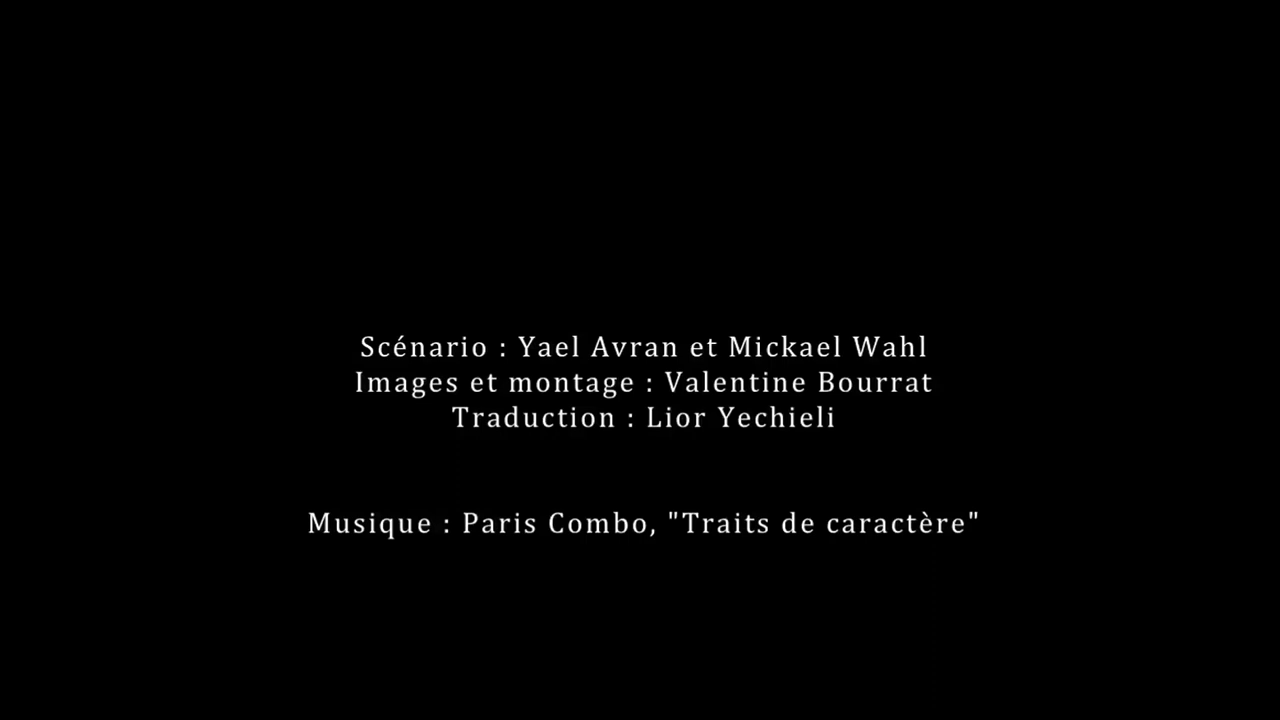 Scénario : Yael Avran et Mickael Wahl
Images et montage : Valentine Bourrat
Traduction : Lior Yechieli
Musique : Paris Combo, "Traits de caractère"